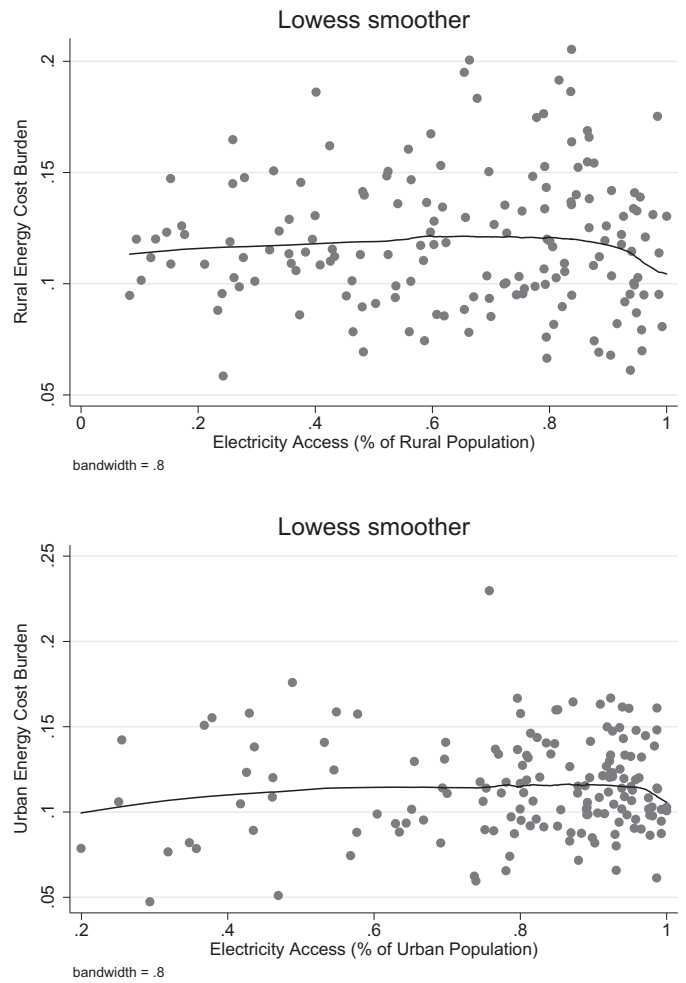 Lowess smoother
.2
.15
.1
.05
Rural Energy Cost Burden
0 .2 .4 .6 .8 1
Electricity Access (% of Rural Population)
bandwidth = .8
Lowess smoother
.25
.2
.15
.1
.05
Urban Energy Cost Burden
.2 .4 .6 .8 1
Electricity Access (% of Urban Population)
bandwidth = .8